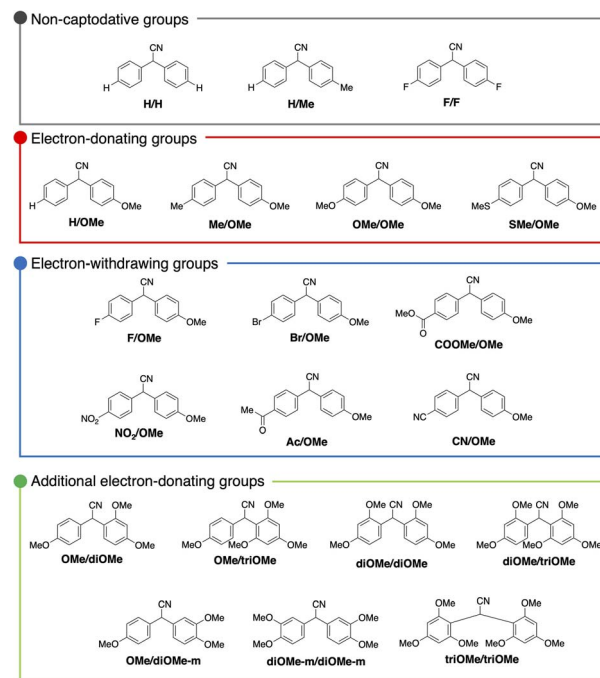 Non-captodative groups
CN CN CN
H H H Me F F
H/H H/Me F/F
Electron-donating groups
CN CN CN CN
H OMe Me OMe OMe OMe MeS OMe
H/OMe Me/OMe OMe/OMe SMe/OMe
Electron-withdrawing groups
CN CN CN
F OMe Br OMe MeO O OMe
F/OMe Br/OMe COOMe/OMe
CN CN CN
NO2 OMe Me O OMe NC OMe
NO2/OMe Ac/OMe CN/OMe
Additional electron-donating groups
CN OMe CN OMe OMe CN OMe OMe CN OMe
MeO OMe MeO MeO OMe MeO OMe MeO MeO OMe
OMe/diOMe OMe/triOMe diOMe/diOMe diOMe/triOMe
CN CN CN
OMe MeO OMe OMe OMe
MeO OMe MeO OMe MeO OMe MeO OMe
OMe/diOMe-m diOMe-m/diOMe-m triOMe/triOMe